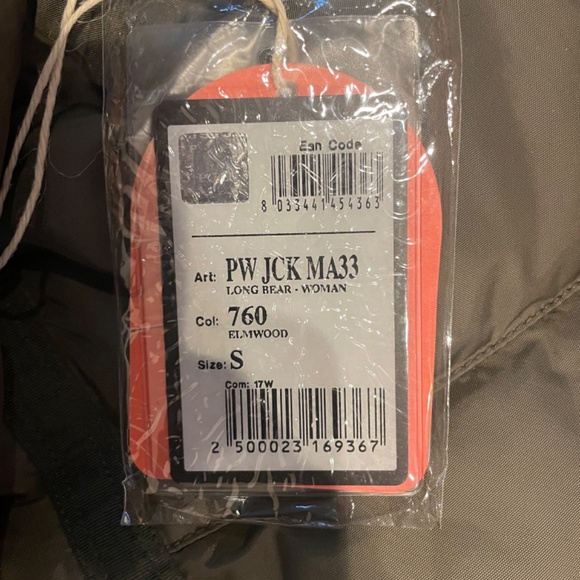 Ean Code
8 033441 454363
Art: PW JCK MA33
LONG BEAR - WOMAN
Col: 760
ELMWOOD
Size: S
Com: 17W
2 500023 169367